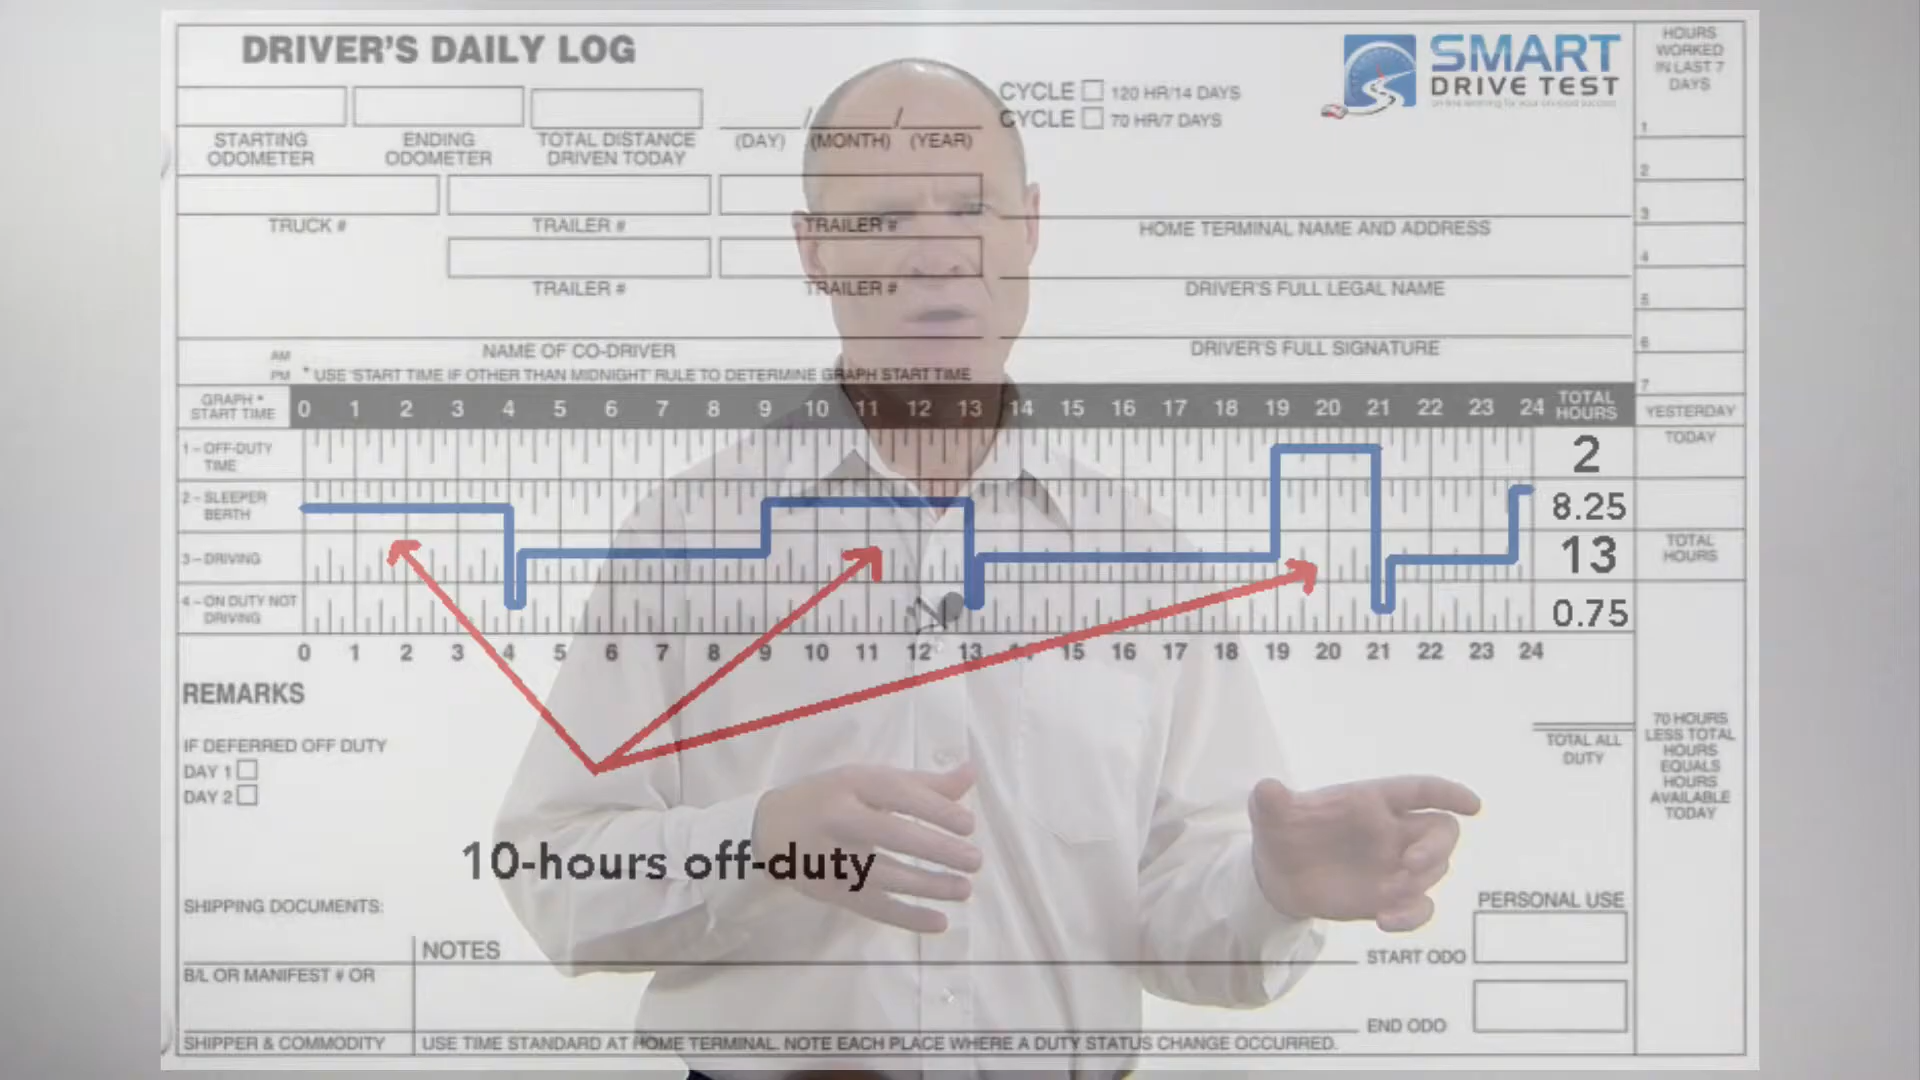 DRIVER'S DAILY LOG
SMART
DRIVE TEST
HOURS
WORKED
IN LAST 7
DAYS
CYCLE 120 HR/14 DAYS
CYCLE 70 HR/7 DAYS
/ /
STARTING
ODOMETER
ENDING
ODOMETER
TOTAL DISTANCE
DRIVEN TODAY
(DAY) (MONTH) (YEAR)
1
2
3
4
5
6
7
TRUCK # TRAILER # TRAILER #
HOME TERMINAL NAME AND ADDRESS
TRAILER # TRAILER #
DRIVER'S FULL LEGAL NAME
NAME OF CO-DRIVER
DRIVER'S FULL SIGNATURE
AM
PM * USE 'START TIME IF OTHER THAN MIDNIGHT' RULE TO DETERMINE GRAPH START TIME
GRAPH *
START TIME
0 1 2 3 4 5 6 7 8 9 10 11 12 13 14 15 16 17 18 19 20 21 22 23 24
TOTAL
HOURS
YESTERDAY
1 - OFF-DUTY
TIME
2
TODAY
2 - SLEEPER
BERTH
8.25
3 - DRIVING
13
TOTAL
HOURS
4 - ON DUTY NOT
DRIVING
0.75
0 1 2 3 4 5 6 7 8 9 10 11 12 13 14 15 16 17 18 19 20 21 22 23 24
REMARKS
IF DEFERRED OFF DUTY
DAY 1
DAY 2
TOTAL ALL
DUTY
70 HOURS
LESS TOTAL
HOURS
EQUALS
HOURS
AVAILABLE
TODAY
10-hours off-duty
SHIPPING DOCUMENTS:
PERSONAL USE
NOTES
START ODO
B/L OR MANIFEST # OR
END ODO
SHIPPER & COMMODITY
USE TIME STANDARD AT HOME TERMINAL. NOTE EACH PLACE WHERE A DUTY STATUS CHANGE OCCURRED.